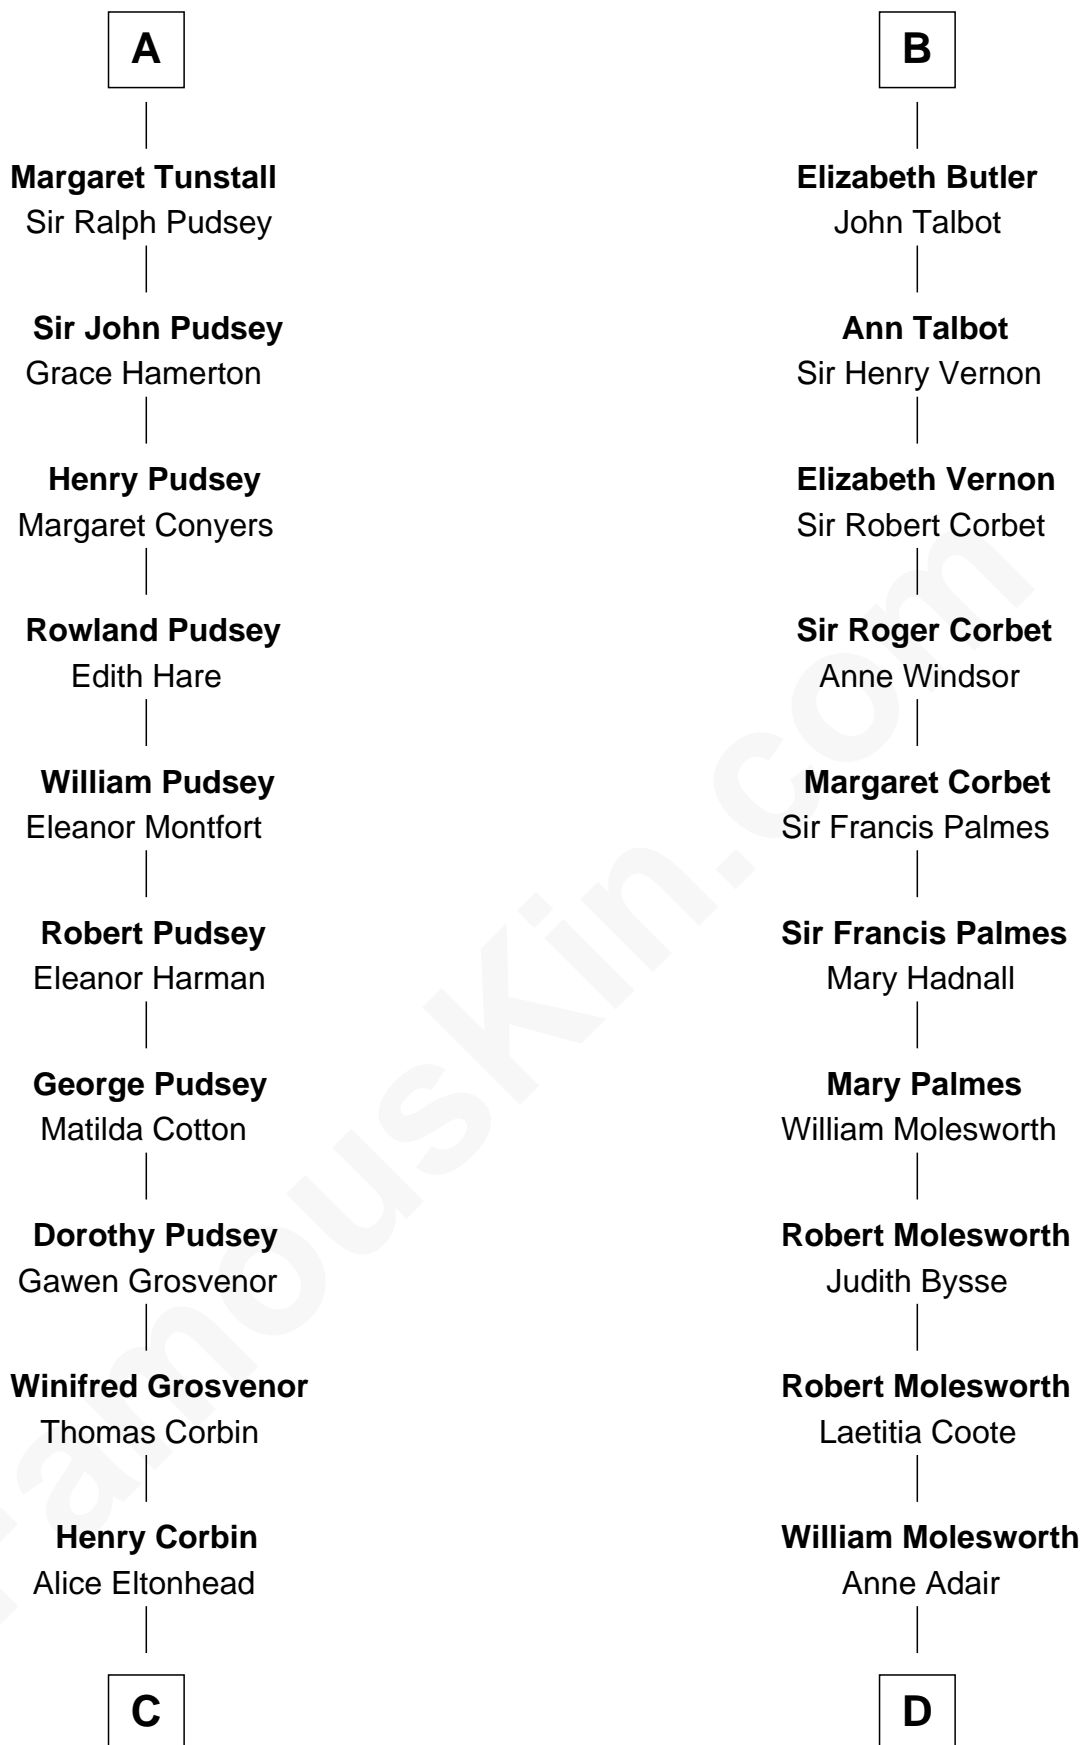 A
Margaret Tunstall
Sir Ralph Pudsey
Sir John Pudsey
Grace Hamerton
Henry Pudsey
Margaret Conyers
Rowland Pudsey
Edith Hare
William Pudsey
Eleanor Montfort
Robert Pudsey
Eleanor Harman
George Pudsey
Matilda Cotton
Dorothy Pudsey
Gawen Grosvenor
Winifred Grosvenor
Thomas Corbin
Henry Corbin
Alice Eltonhead
C
B
Elizabeth Butler
John Talbot
Ann Talbot
Sir Henry Vernon
Elizabeth Vernon
Sir Robert Corbet
Sir Roger Corbet
Anne Windsor
Margaret Corbet
Sir Francis Palmes
Sir Francis Palmes
Mary Hadnall
Mary Palmes
William Molesworth
Robert Molesworth
Judith Bysse
Robert Molesworth
Laetitia Coote
William Molesworth
Anne Adair
D
FamousKin.com